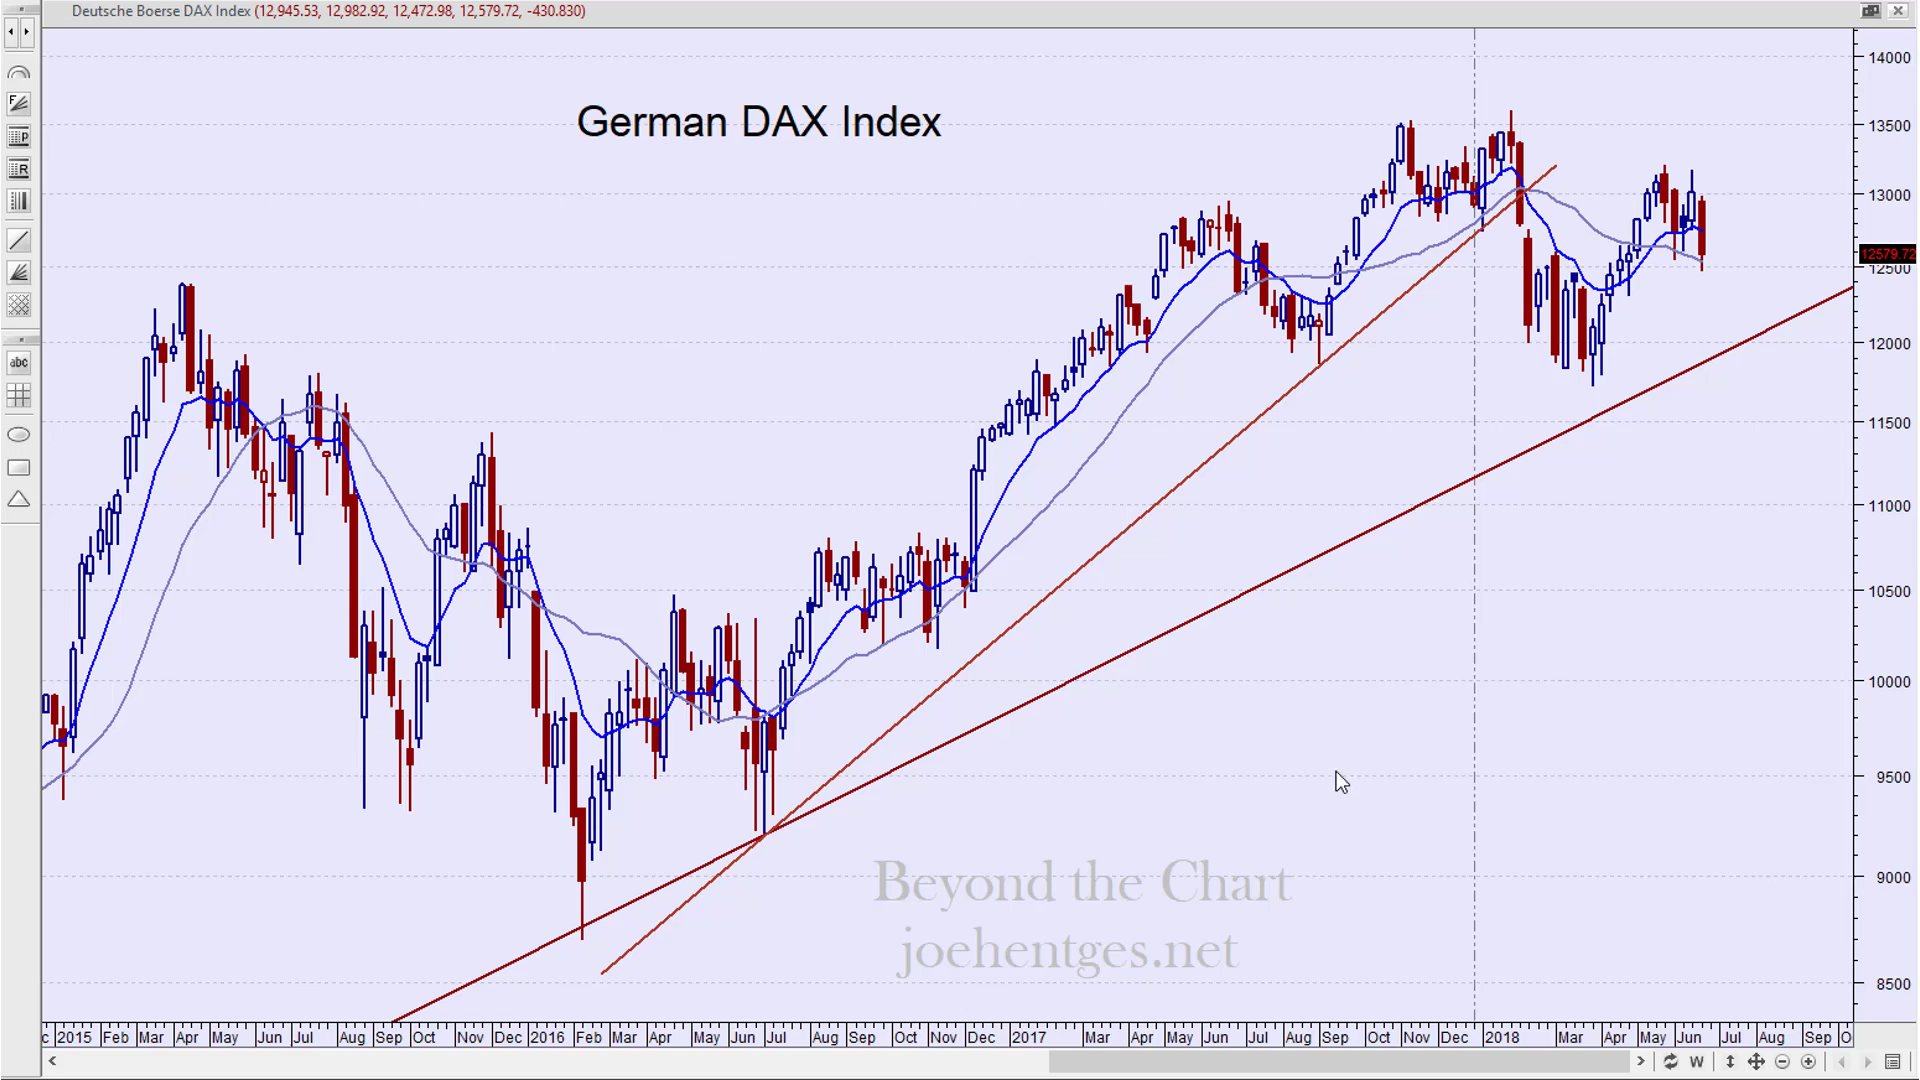 Deutsche Boerse DAX Index (12,945.53, 12,982.92, 12,472.98, 12,579.72, -430.830)
German DAX Index
14000
13500
13000
12579.72
12500
12000
11500
11000
10500
10000
9500
9000
8500
F
P
R
abc
Beyond the Chart
joehentges.net
c 2015 Feb Mar Apr May Jun Jul Aug Sep Oct Nov Dec 2016 Feb Mar Apr May Jun Jul Aug Sep Oct Nov Dec 2017 Mar Apr May Jun Jul Aug Sep Oct Nov Dec 2018 Mar Apr May Jun Jul Aug Sep O
W